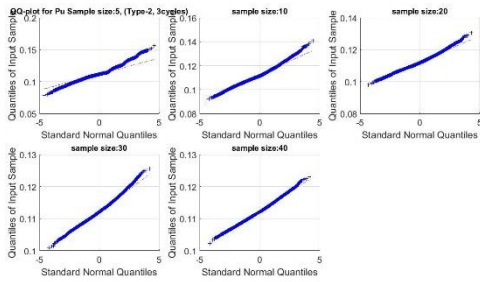 QQ-plot for Pu Sample size:5, (Type-2, 3cycles)
0.2
0.15
0.1
0.05
-5 0 5
Quantiles of Input Sample
Standard Normal Quantiles
sample size:10
0.16
0.14
0.12
0.1
0.08
-5 0 5
Quantiles of Input Sample
Standard Normal Quantiles
sample size:20
0.14
0.12
0.1
0.08
-5 0 5
Quantiles of Input Sample
Standard Normal Quantiles
sample size:30
0.13
0.12
0.11
0.1
-5 0 5
Quantiles of Input Sample
Standard Normal Quantiles
sample size:40
0.13
0.12
0.11
0.1
-5 0 5
Quantiles of Input Sample
Standard Normal Quantiles